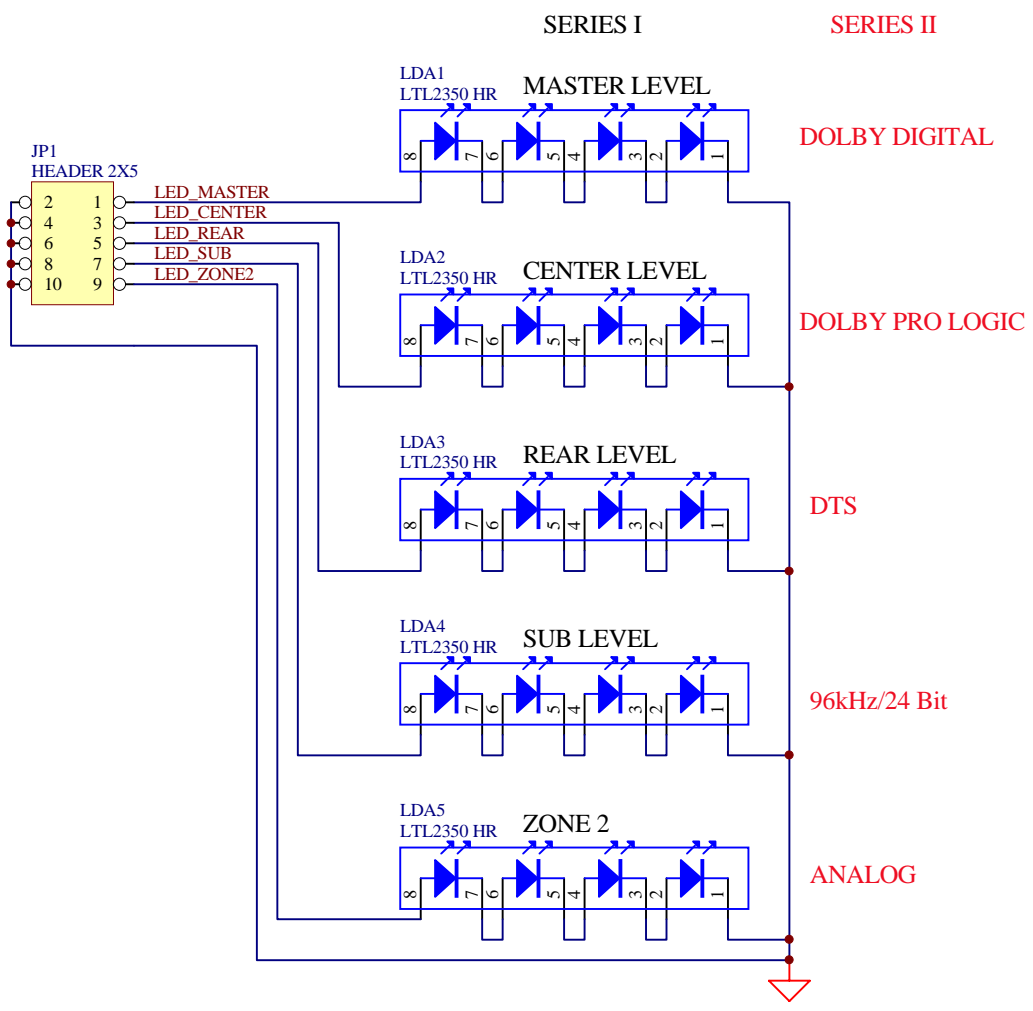 SERIES I
SERIES II
LDA1
LTL2350 HR
MASTER LEVEL
8 7 6 5 4 3 2 1
DOLBY DIGITAL
JP1
HEADER 2X5
2 1
4 3
6 5
8 7
10 9
LED_MASTER
LED_CENTER
LED_REAR
LED_SUB
LED_ZONE2
LDA2
LTL2350 HR
CENTER LEVEL
8 7 6 5 4 3 2 1
DOLBY PRO LOGIC
LDA3
LTL2350 HR
REAR LEVEL
8 7 6 5 4 3 2 1
DTS
LDA4
LTL2350 HR
SUB LEVEL
8 7 6 5 4 3 2 1
96kHz/24 Bit
LDA5
LTL2350 HR
ZONE 2
8 7 6 5 4 3 2 1
ANALOG